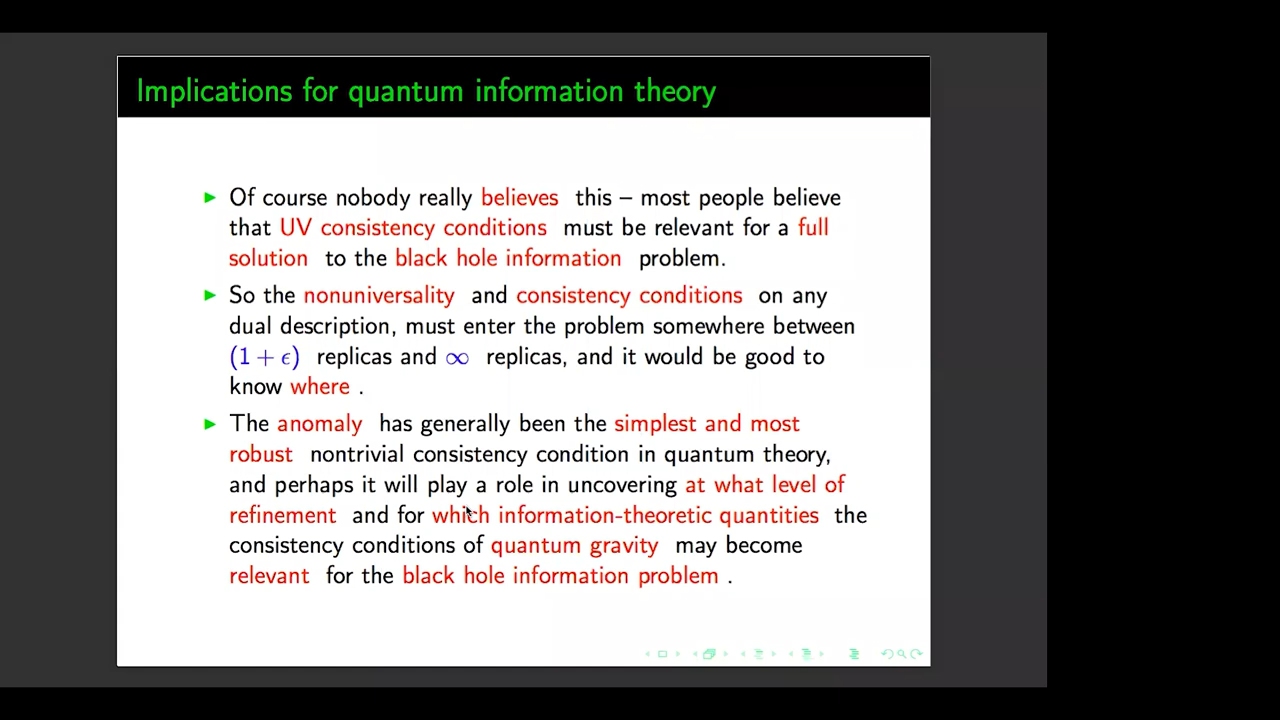 Implications for quantum information theory
Of course nobody really believes this – most people believe
that UV consistency conditions must be relevant for a full
solution to the black hole information problem.
So the nonuniversality and consistency conditions on any
dual description, must enter the problem somewhere between
(1 + ϵ) replicas and ∞ replicas, and it would be good to
know where .
The anomaly has generally been the simplest and most
robust nontrivial consistency condition in quantum theory,
and perhaps it will play a role in uncovering at what level of
refinement and for which information-theoretic quantities the
consistency conditions of quantum gravity may become
relevant for the black hole information problem .